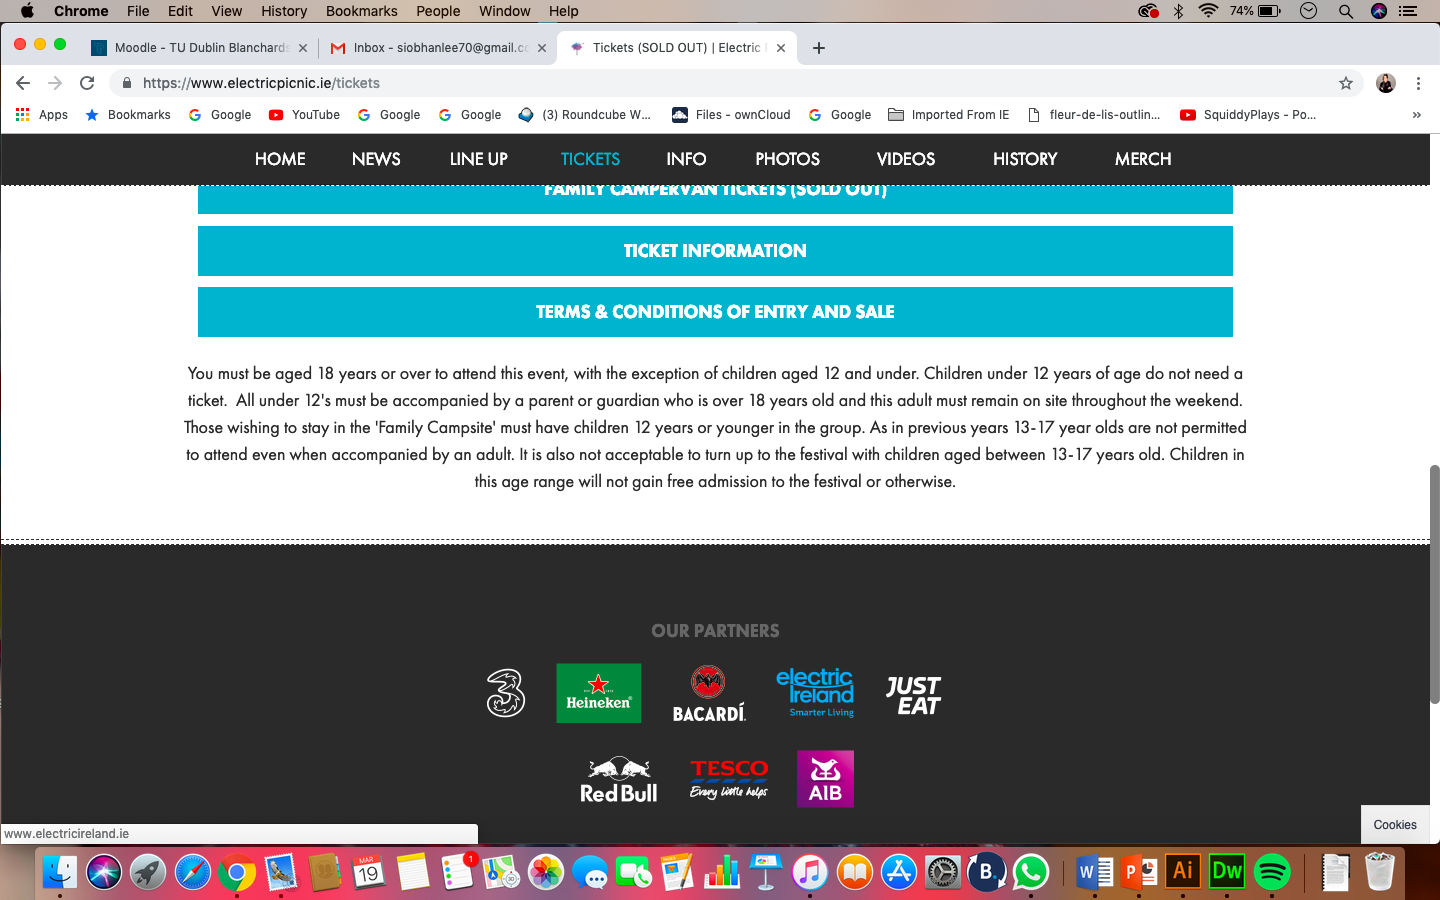 Chrome File Edit View History Bookmarks People Window Help 74%
Moodle - TU Dublin Blanchards Inbox - siobhanlee70@gmail.co Tickets (SOLD OUT) | Electric
https://www.electricpicnic.ie/tickets
Apps Bookmarks Google YouTube Google Google (3) Roundcube W... Files - ownCloud Google Imported From IE fleur-de-lis-outlin... SquiddyPlays - Po... »
HOME NEWS LINE UP TICKETS INFO PHOTOS VIDEOS HISTORY MERCH
FAMILY CAMPERVAN TICKETS (SOLD OUT)
TICKET INFORMATION
TERMS & CONDITIONS OF ENTRY AND SALE
You must be aged 18 years or over to attend this event, with the exception of children aged 12 and under. Children under 12 years of age do not need a
ticket. All under 12's must be accompanied by a parent or guardian who is over 18 years old and this adult must remain on site throughout the weekend.
Those wishing to stay in the 'Family Campsite' must have children 12 years or younger in the group. As in previous years 13-17 year olds are not permitted
to attend even when accompanied by an adult. It is also not acceptable to turn up to the festival with children aged between 13-17 years old. Children in
this age range will not gain free admission to the festival or otherwise.
OUR PARTNERS
3 Heineken BACARDÍ electric Ireland Smarter Living JUST EAT
Red Bull TESCO Every little helps AIB
Cookies
www.electricireland.ie
MAR 19 1 B. W P Ai Dw